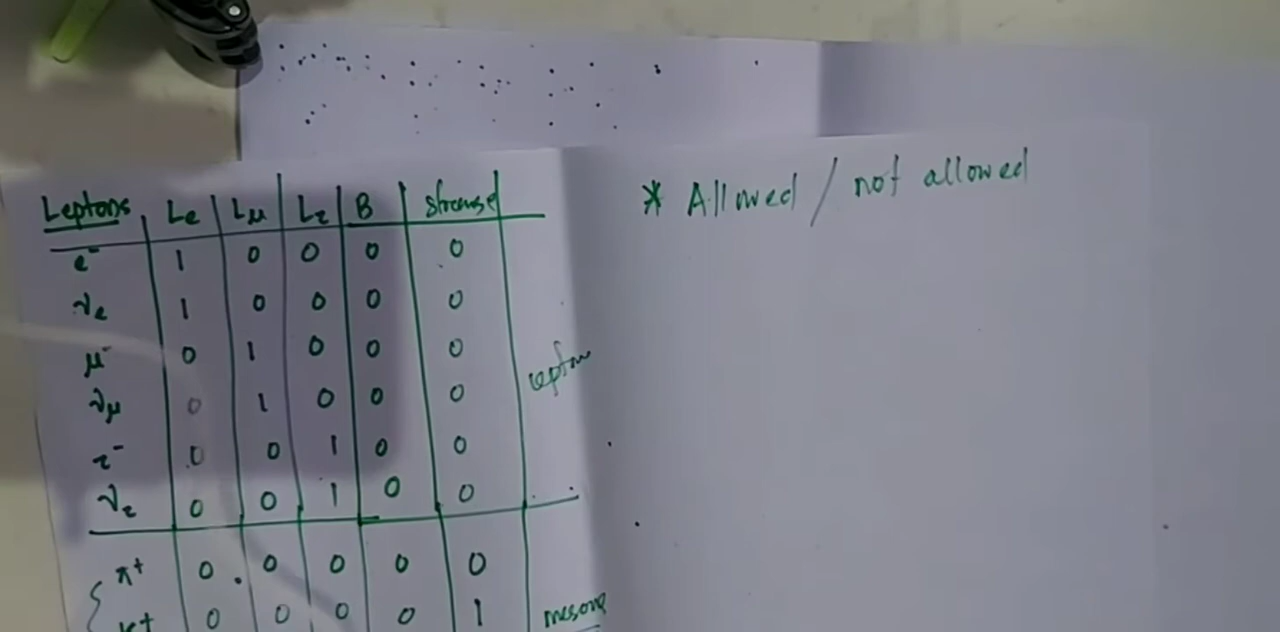 Leptons Le Lμ Lτ B
e⁻ 1 0 0 0 0
νe 1 0 0 0 0
μ⁻ 0 1 0 0 0
νμ 0 1 0 0 0
τ⁻ 0 0 1 0 0
ντ 0 0 1 0 0
π⁺ 0 0 0 0 0
K⁺ 0 0 0 0 1
mesons
* Allowed / not allowed